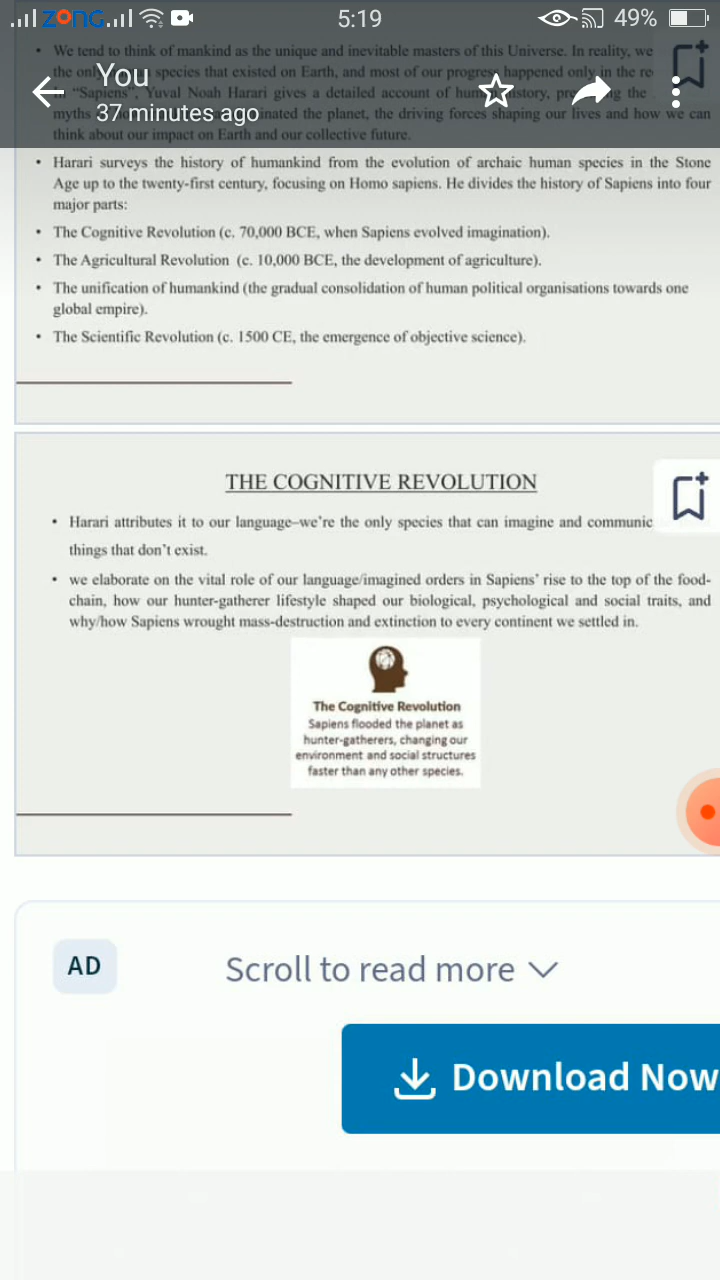 zong
5:19
49%
• We tend to think of mankind as the unique and inevitable masters of this Universe. In reality, we
the only species that existed on Earth, and most of our progress happened only in the re
"Sapiens", Yuval Noah Harari gives a detailed account of human history, the
You
myths inated the planet, the driving forces shaping our lives and how we can
37 minutes ago
think about our impact on Earth and our collective future.
• Harari surveys the history of humankind from the evolution of archaic human species in the Stone
Age up to the twenty-first century, focusing on Homo sapiens. He divides the history of Sapiens into four
major parts:
• The Cognitive Revolution (c. 70,000 BCE, when Sapiens evolved imagination).
• The Agricultural Revolution (c. 10,000 BCE, the development of agriculture).
• The unification of humankind (the gradual consolidation of human political organisations towards one
global empire).
• The Scientific Revolution (c. 1500 CE, the emergence of objective science).
THE COGNITIVE REVOLUTION
• Harari attributes it to our language–we're the only species that can imagine and communic
things that don't exist.
• we elaborate on the vital role of our language/imagined orders in Sapiens' rise to the top of the food-
chain, how our hunter-gatherer lifestyle shaped our biological, psychological and social traits, and
why/how Sapiens wrought mass-destruction and extinction to every continent we settled in.
The Cognitive Revolution
Sapiens flooded the planet as
hunter-gatherers, changing our
environment and social structures
faster than any other species.
AD
Scroll to read more
Download Now